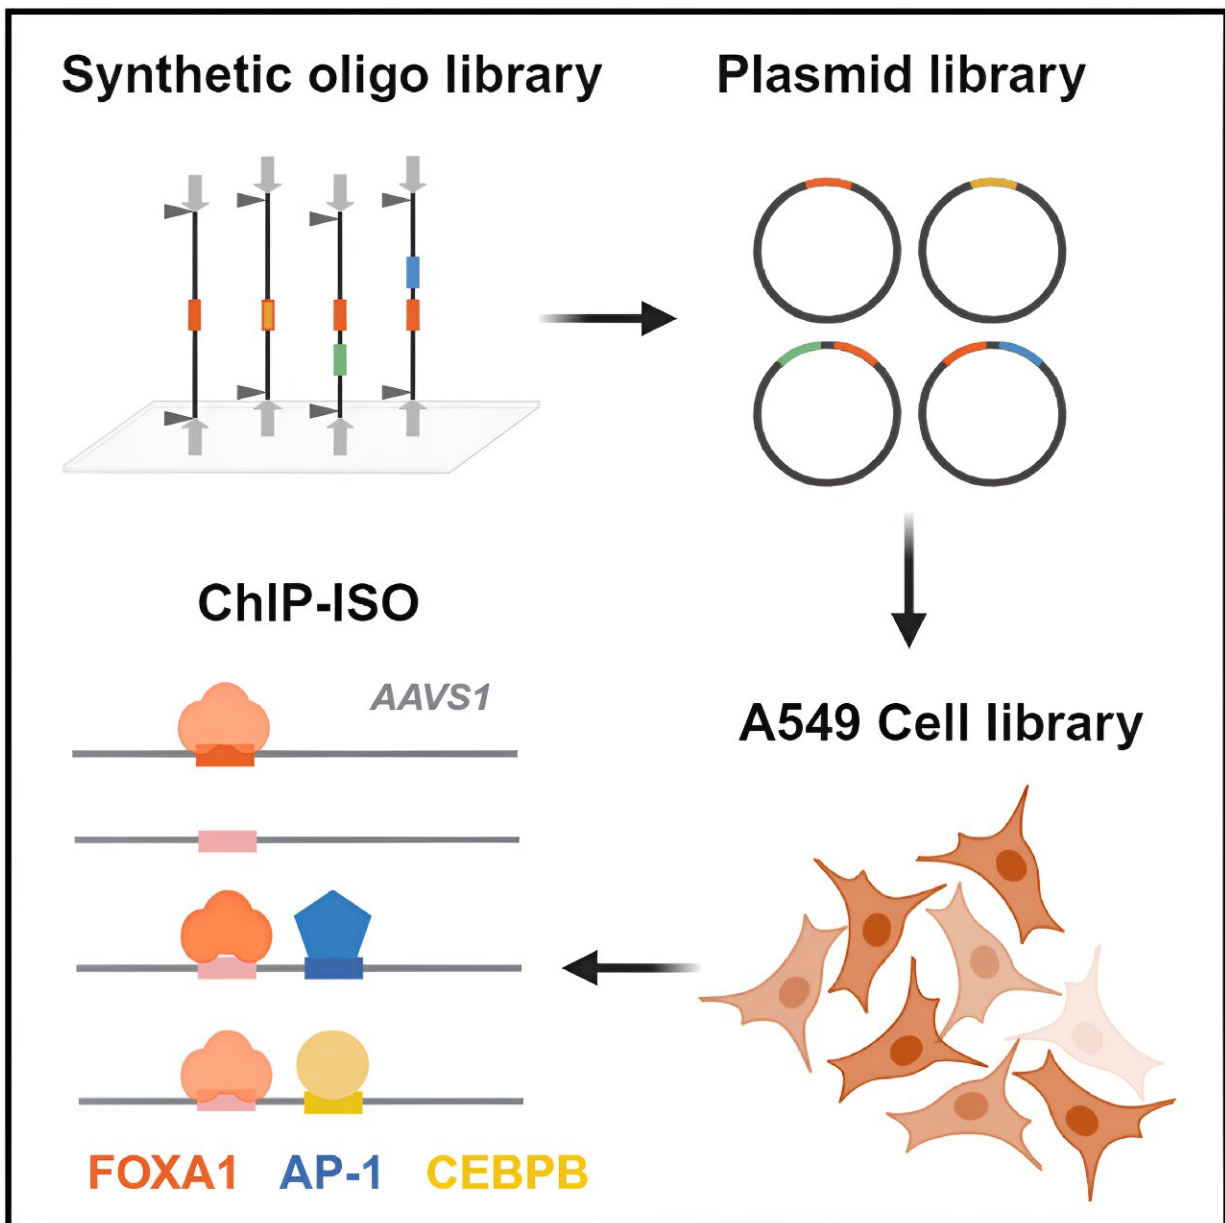 Synthetic oligo library
Plasmid library
ChIP-ISO
AAVS1
A549 Cell library
FOXA1 AP-1 CEBPB